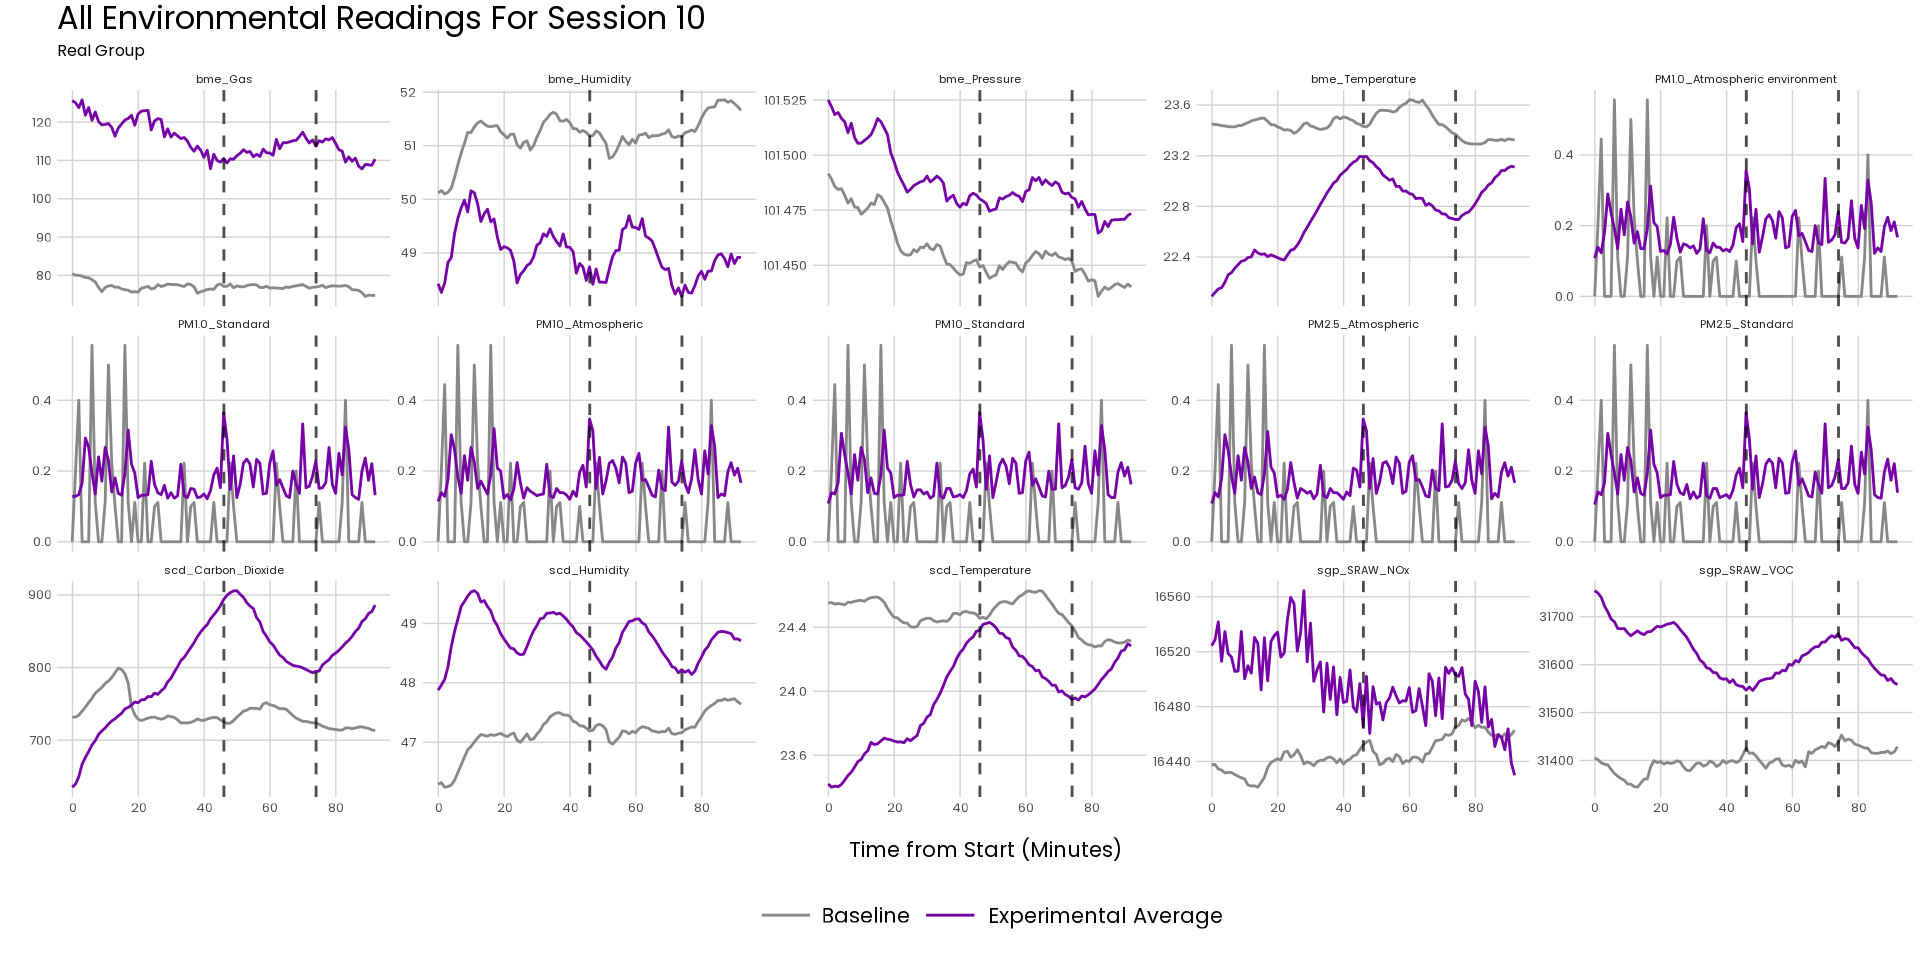 All Environmental Readings For Session 10
Real Group
bme_Gas bme_Humidity bme_Pressure bme_Temperature PM1.0_Atmospheric environment
120 110 100 90 80
52 51 50 49
101.525 101.500 101.475 101.450
23.6 23.2 22.8 22.4
0.4 0.2 0.0
PM1.0_Standard PM10_Atmospheric PM10_Standard PM2.5_Atmospheric PM2.5_Standard
0.4 0.2 0.0
0.4 0.2 0.0
0.4 0.2 0.0
0.4 0.2 0.0
0.4 0.2 0.0
scd_Carbon_Dioxide scd_Humidity scd_Temperature sgp_SRAW_NOx sgp_SRAW_VOC
900 800 700
49 48 47
24.4 24.0 23.6
16560 16520 16480 16440
31700 31600 31500 31400
0 20 40 60 80 0 20 40 60 80 0 20 40 60 80 0 20 40 60 80 0 20 40 60 80
Time from Start (Minutes)
Baseline Experimental Average